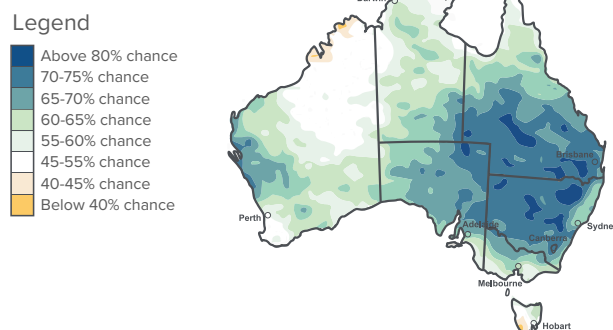 Legend
Above 80% chance
70-75% chance
65-70% chance
60-65% chance
55-60% chance
45-55% chance
40-45% chance
Below 40% chance
Brisbane
Perth
Adelaide
Sydne
Canberra
Melbourne
Hobart